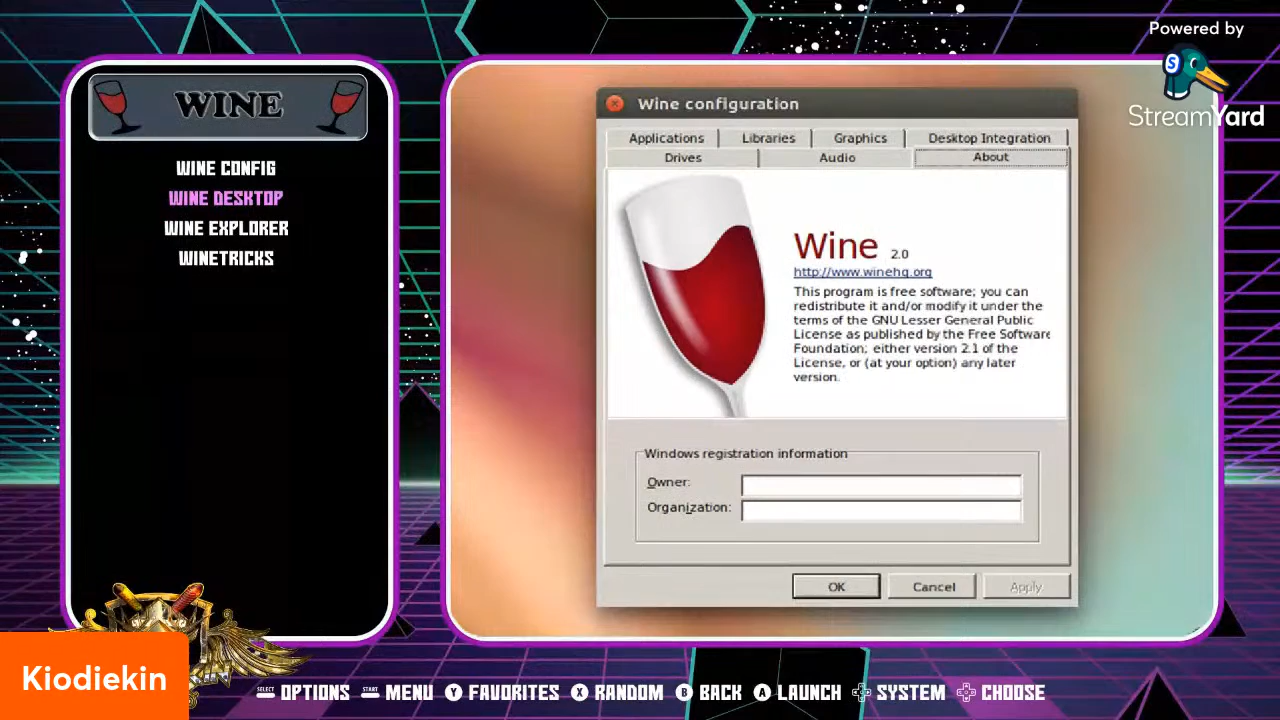 Powered by
StreamYard
WINE
WINE CONFIG
WINE DESKTOP
WINE EXPLORER
WINETRICKS
Wine configuration
Applications
Libraries
Graphics
Desktop Integration
Drives
Audio
About
Wine 2.0
http://www.winehq.org
This program is free software; you can
redistribute it and/or modify it under the
terms of the GNU Lesser General Public
License as published by the Free Software
Foundation; either version 2.1 of the
License, or (at your option) any later
version.
Windows registration information
Owner:
Organization:
OK
Cancel
Apply
Kiodiekin
SELECT OPTIONS START MENU Y FAVORITES X RANDOM B BACK A LAUNCH SYSTEM CHOOSE